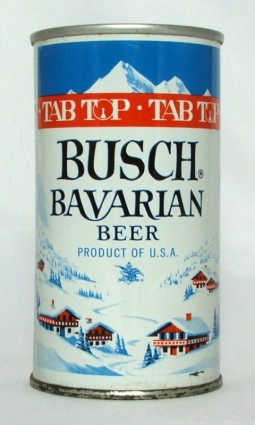 · TAB TOP · TAB TOP
BUSCH®
BAVARIAN
BEER
PRODUCT OF U.S.A.